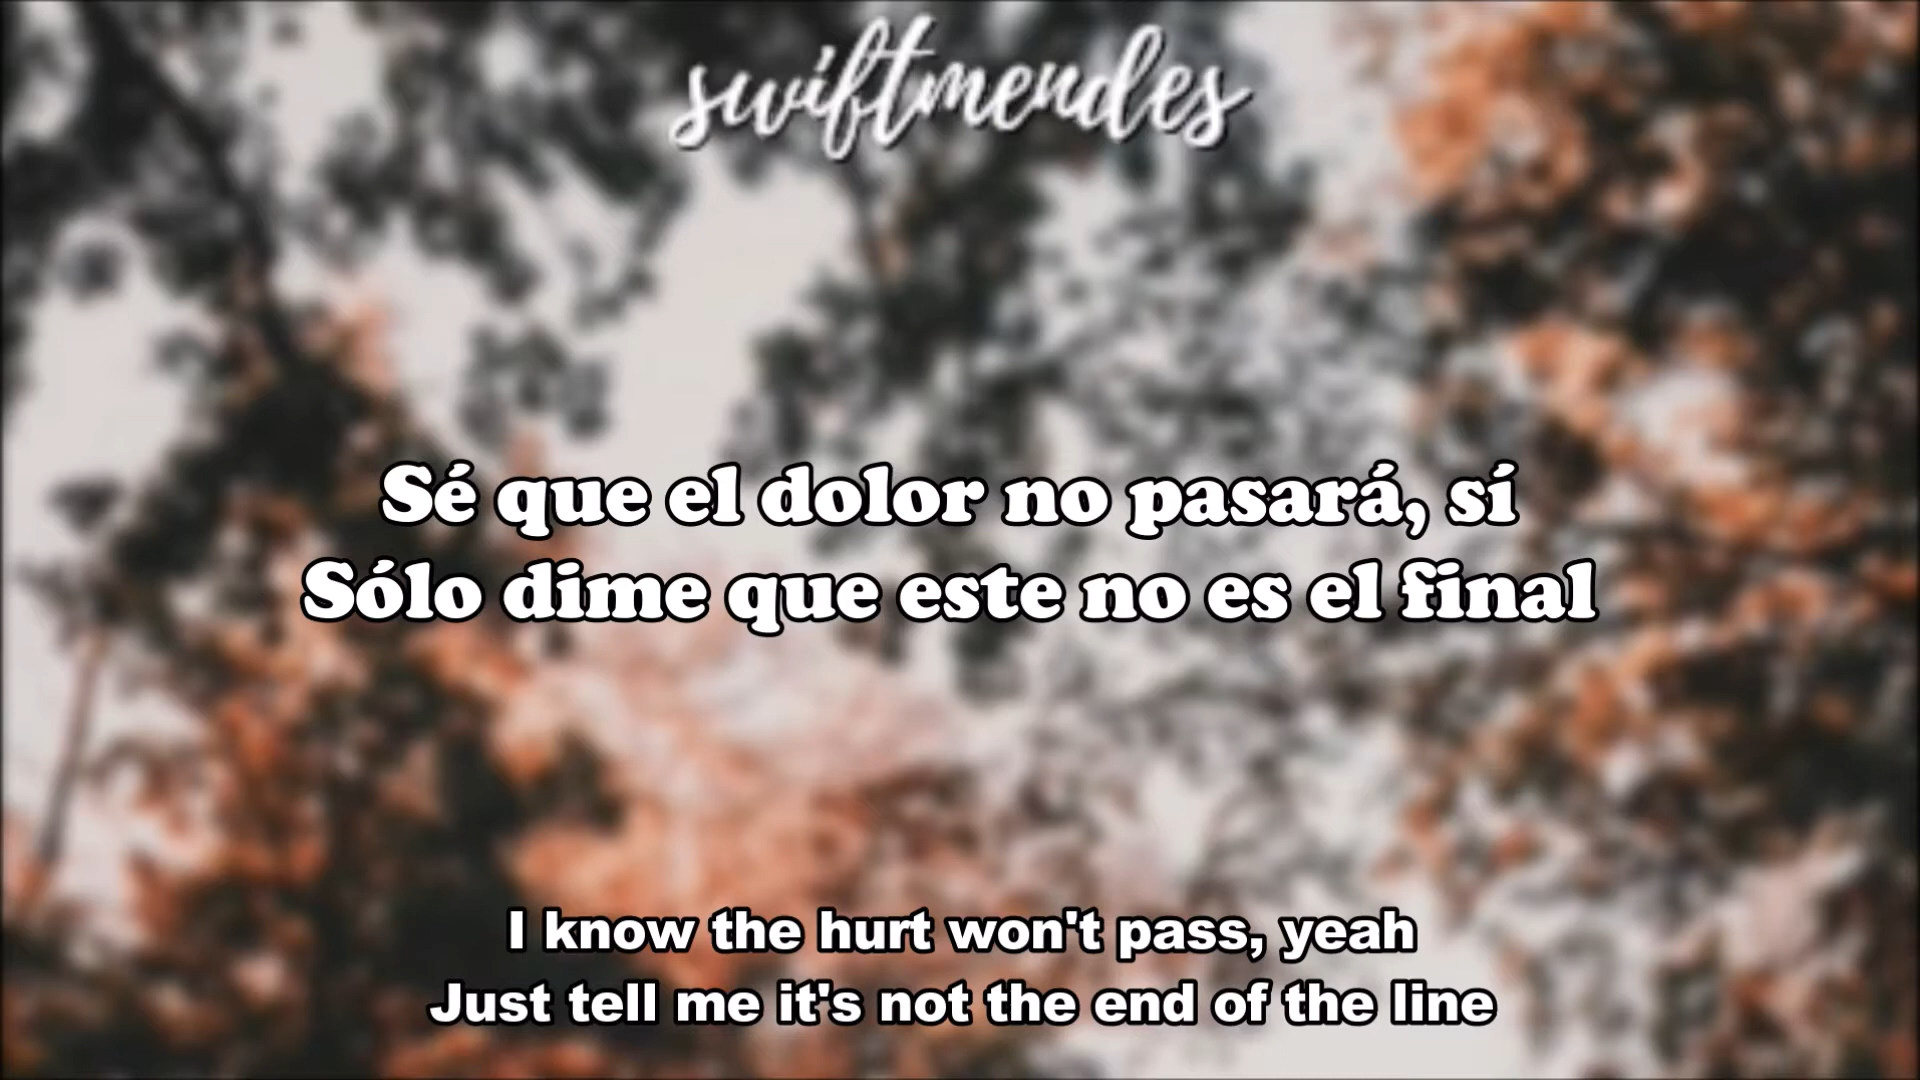 swiftmendes
Sé que el dolor no pasará, sí
Sólo dime que este no es el final
I know the hurt won't pass, yeah
Just tell me it's not the end of the line